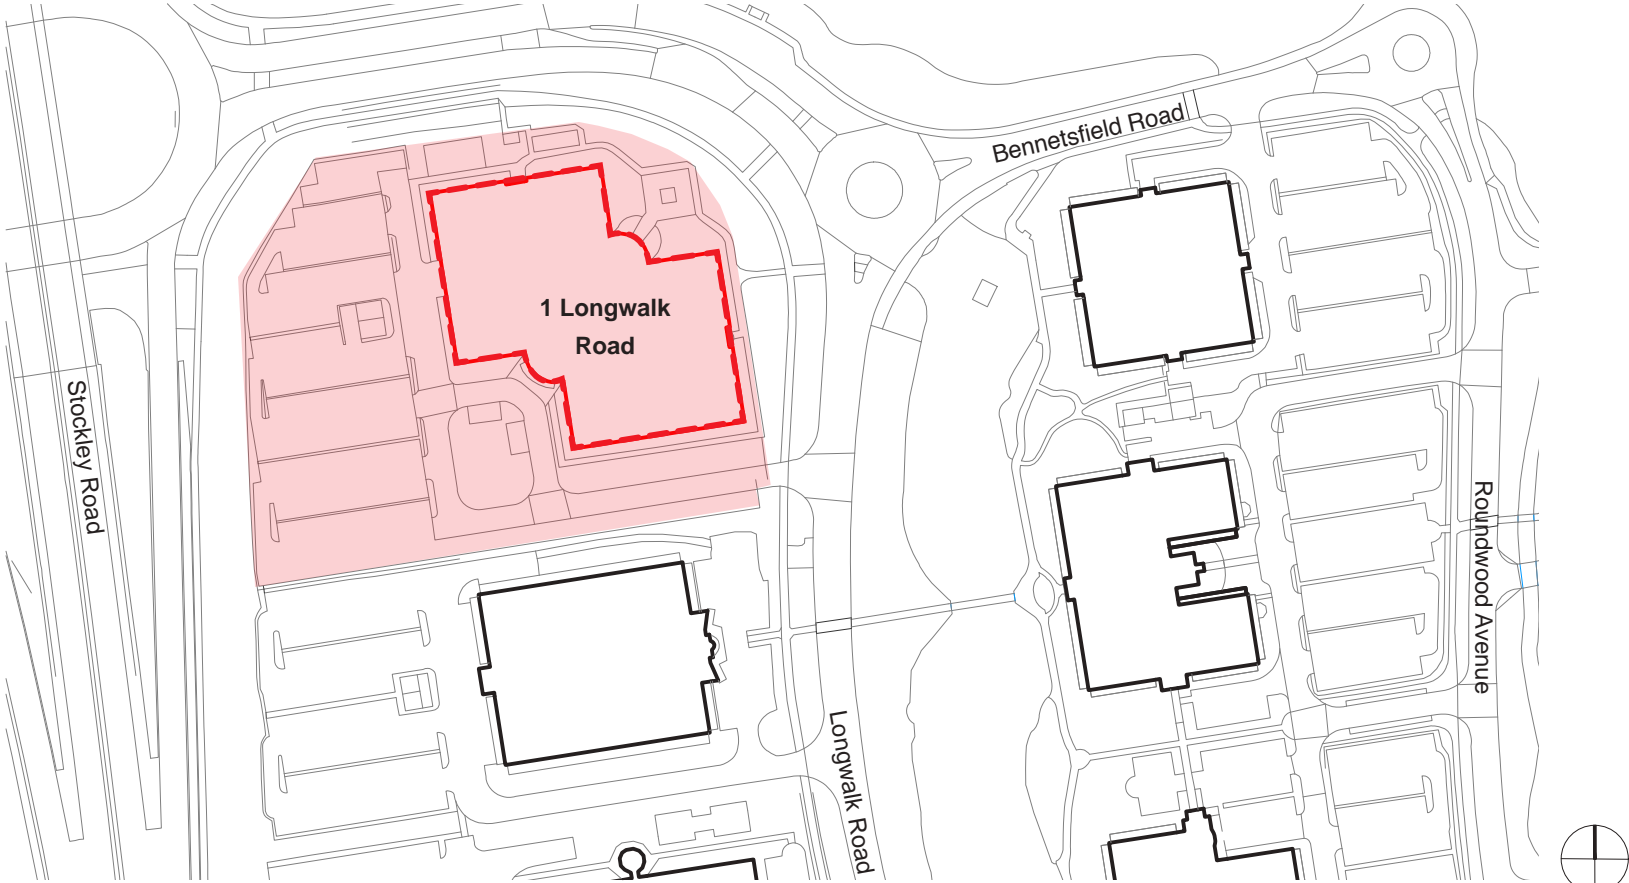 Bennetsfield Road
1 Longwalk
Road
Stockley Road
Roundwood Avenue
Longwalk Road